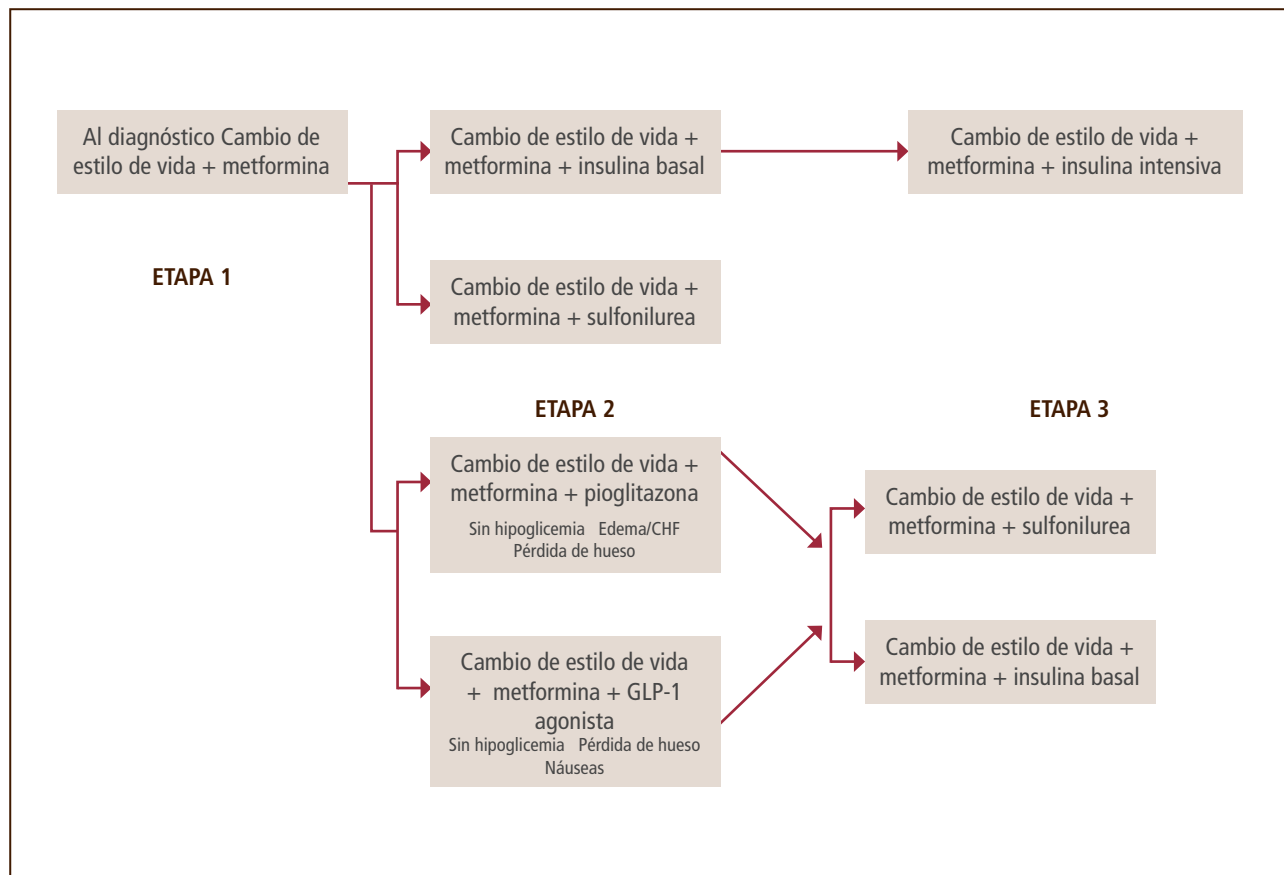 Al diagnóstico Cambio de
estilo de vida + metformina
ETAPA 1
Cambio de estilo de vida +
metformina + insulina basal
Cambio de estilo de vida +
metformina + sulfonilurea
ETAPA 2
Cambio de estilo de vida +
metformina + pioglitazona
Sin hipoglicemia Edema/CHF
Pérdida de hueso
Cambio de estilo de vida
+ metformina + GLP-1
agonista
Sin hipoglicemia Pérdida de hueso
Náuseas
Cambio de estilo de vida +
metformina + insulina intensiva
ETAPA 3
Cambio de estilo de vida +
metformina + sulfonilurea
Cambio de estilo de vida +
metformina + insulina basal